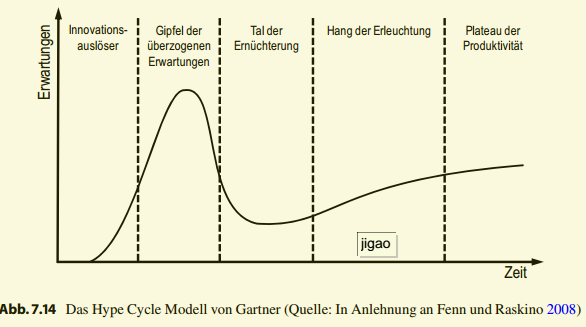 Erwartungen
Innovations-
auslöser
Gipfel der
überzogenen
Erwartungen
Tal der
Ernüchterung
Hang der Erleuchtung
Plateau der
Produktivität
jigao
Zeit
Abb. 7.14 Das Hype Cycle Modell von Gartner (Quelle: In Anlehnung an Fenn und Raskino 2008)